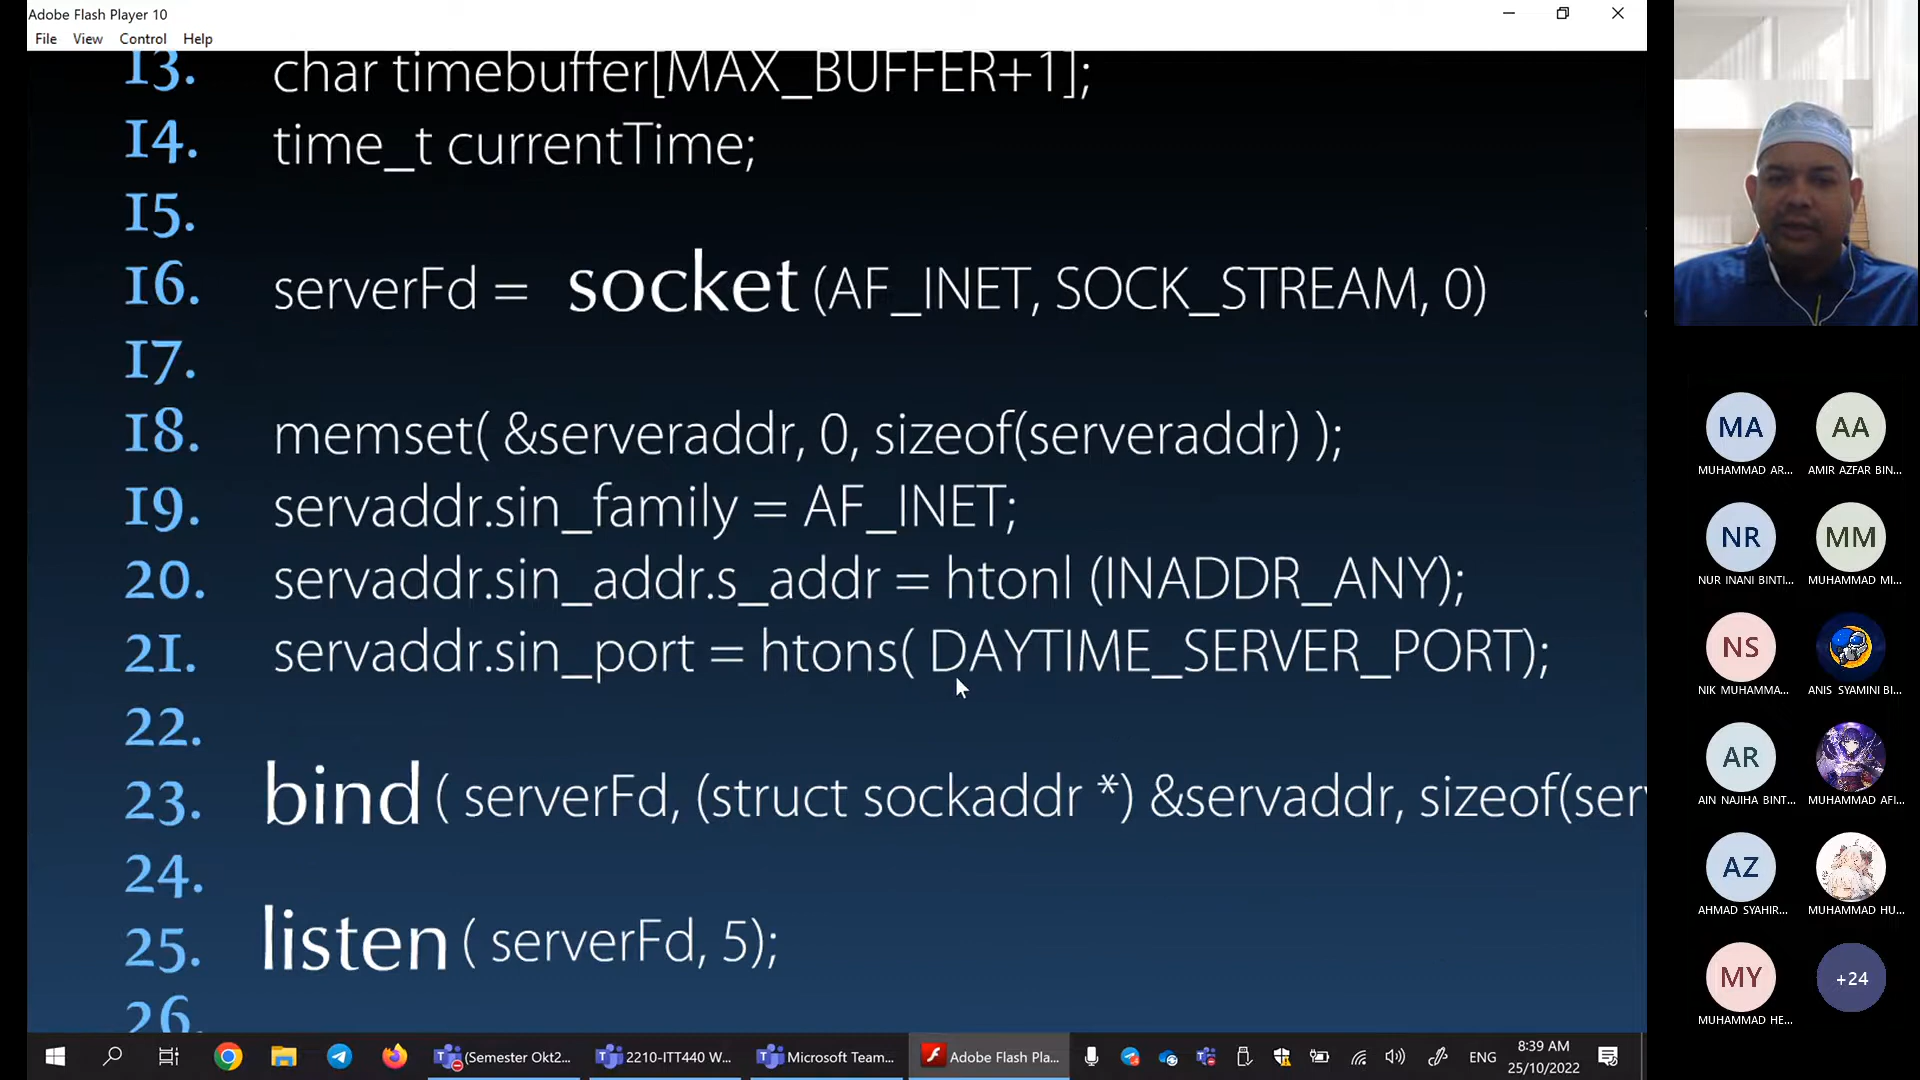 Adobe Flash Player 10
File View Control Help
13. char timebuffer[MAX_BUFFER+1];
14. time_t currentTime;
15.
16. serverFd = socket (AF_INET, SOCK_STREAM, 0)
17.
18. memset( &serveraddr, 0, sizeof(serveraddr) );
19. servaddr.sin_family = AF_INET;
20. servaddr.sin_addr.s_addr = htonl (INADDR_ANY);
21. servaddr.sin_port = htons( DAYTIME_SERVER_PORT);
22.
23. bind ( serverFd, (struct sockaddr *) &servaddr, sizeof(ser
24.
25. listen ( serverFd, 5);
26.
MA AA
MUHAMMAD AR... AMIR AZFAR BIN...
NR MM
NUR INANI BINTI... MUHAMMAD MI...
NS
NIK MUHAMMA... ANIS SYAMINI BI...
AR
AIN NAJIHA BINT... MUHAMMAD AFI...
AZ
AHMAD SYAHIR... MUHAMMAD HU...
MY +24
MUHAMMAD HE...
(Semester Okt2... 2210-ITT440 W... Microsoft Team... Adobe Flash Pla... ENG 8:39 AM
25/10/2022